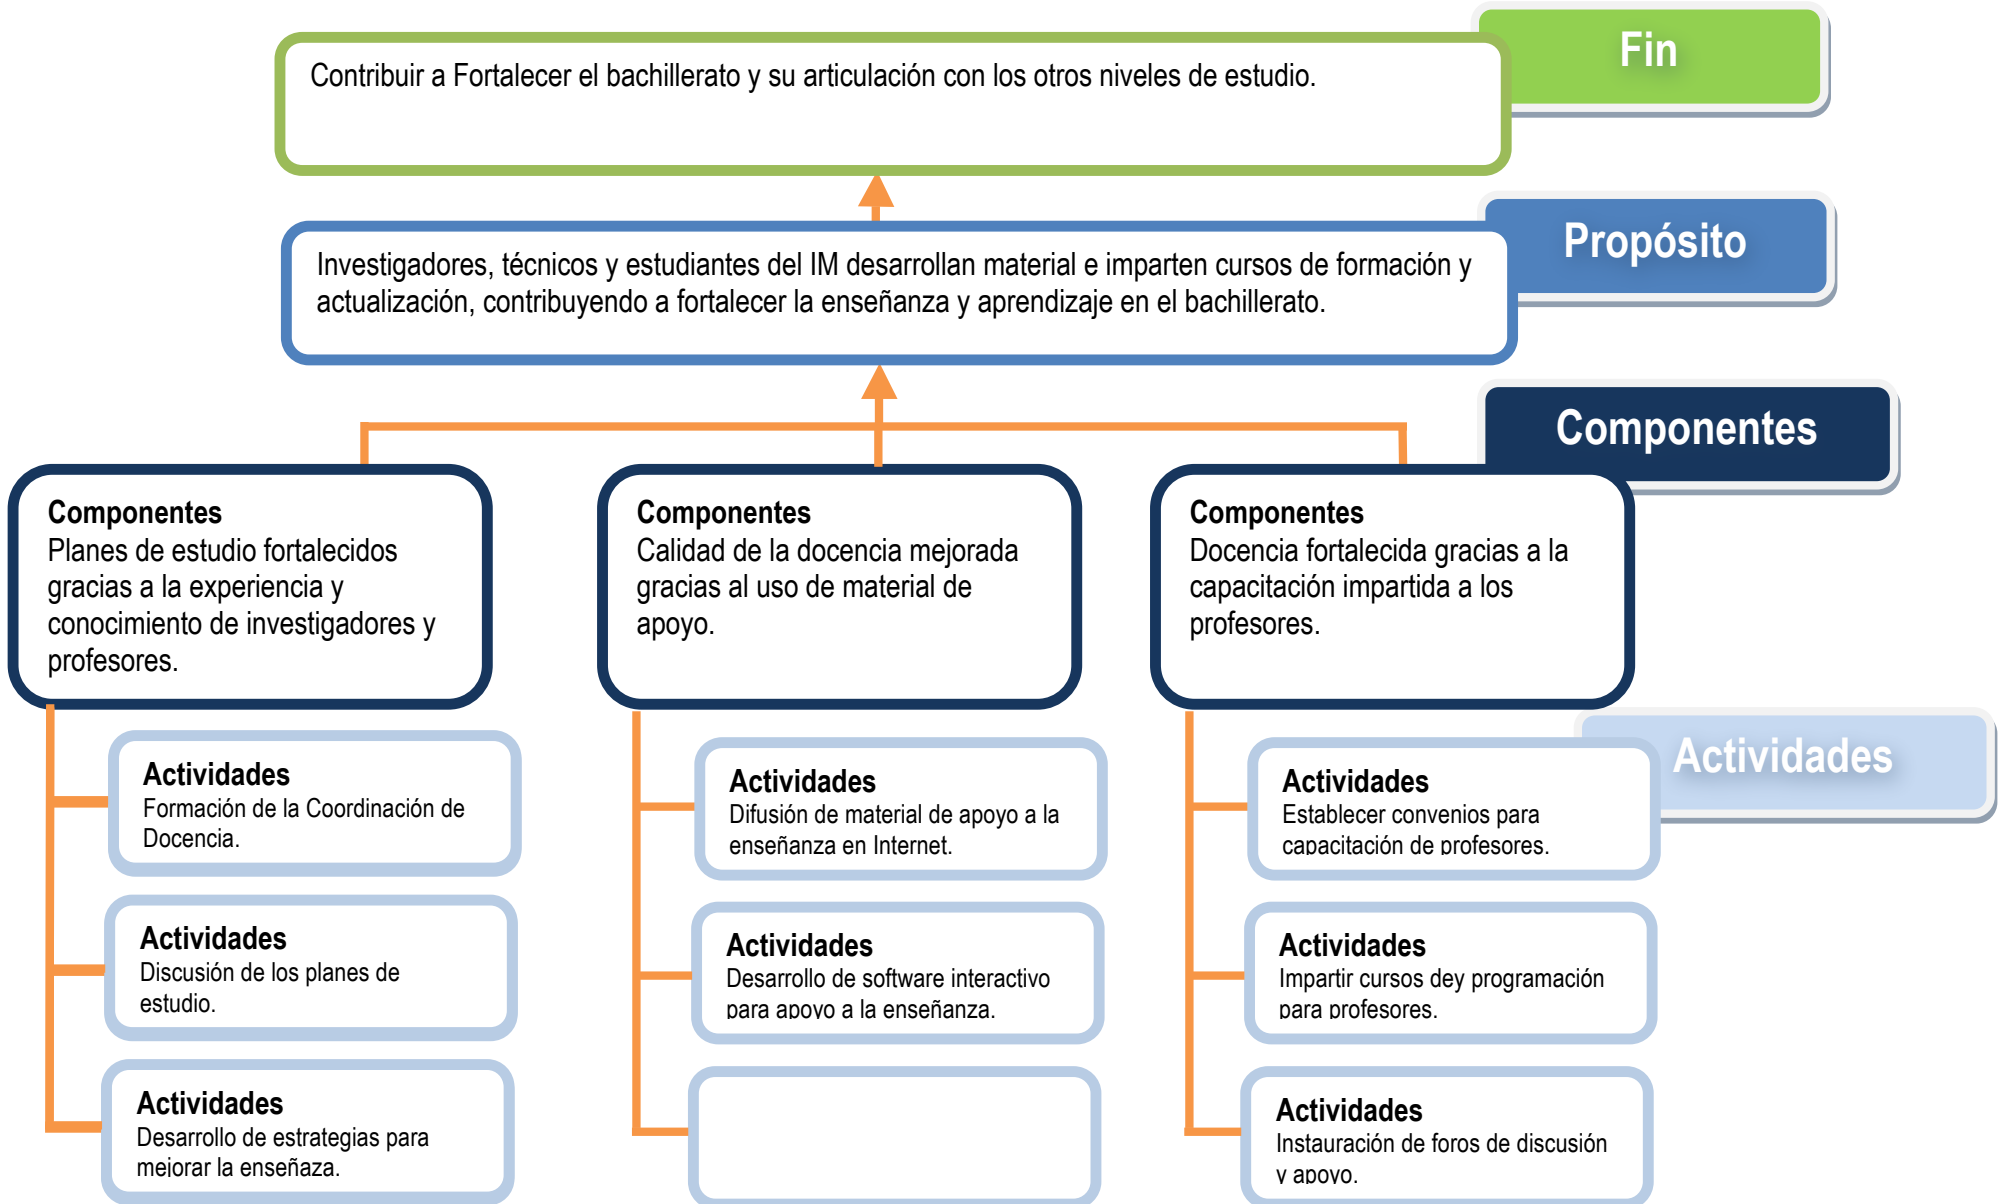 Fin
Contribuir a Fortalecer el bachillerato y su articulación con los otros niveles de estudio.
Propósito
Investigadores, técnicos y estudiantes del IM desarrollan material e imparten cursos de formación y
actualización, contribuyendo a fortalecer la enseñanza y aprendizaje en el bachillerato.
Componentes
Componentes
Planes de estudio fortalecidos
gracias a la experiencia y
conocimiento de investigadores y
profesores.
Componentes
Calidad de la docencia mejorada
gracias al uso de material de
apoyo.
Componentes
Docencia fortalecida gracias a la
capacitación impartida a los
profesores.
Actividades
Actividades
Formación de la Coordinación de
Docencia.
Actividades
Difusión de material de apoyo a la
enseñanza en Internet.
Actividades
Establecer convenios para
capacitación de profesores.
Actividades
Discusión de los planes de
estudio.
Actividades
Desarrollo de software interactivo
para apoyo a la enseñanza.
Actividades
Impartir cursos dey programación
para profesores.
Actividades
Desarrollo de estrategias para
mejorar la enseñaza.
Actividades
Instauración de foros de discusión
y apoyo.